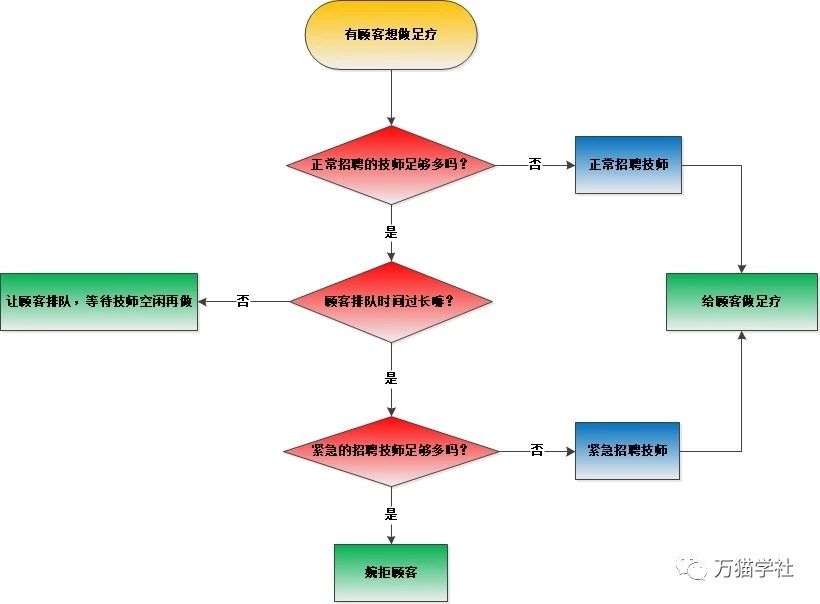 有顾客想做足疗
正常招聘的技师足够多吗？
否
正常招聘技师
是
让顾客排队，等待技师空闲再做
否
顾客排队时间过长嘛？
给顾客做足疗
是
紧急的招聘技师足够多吗？
否
紧急招聘技师
是
婉拒顾客
万猫学社